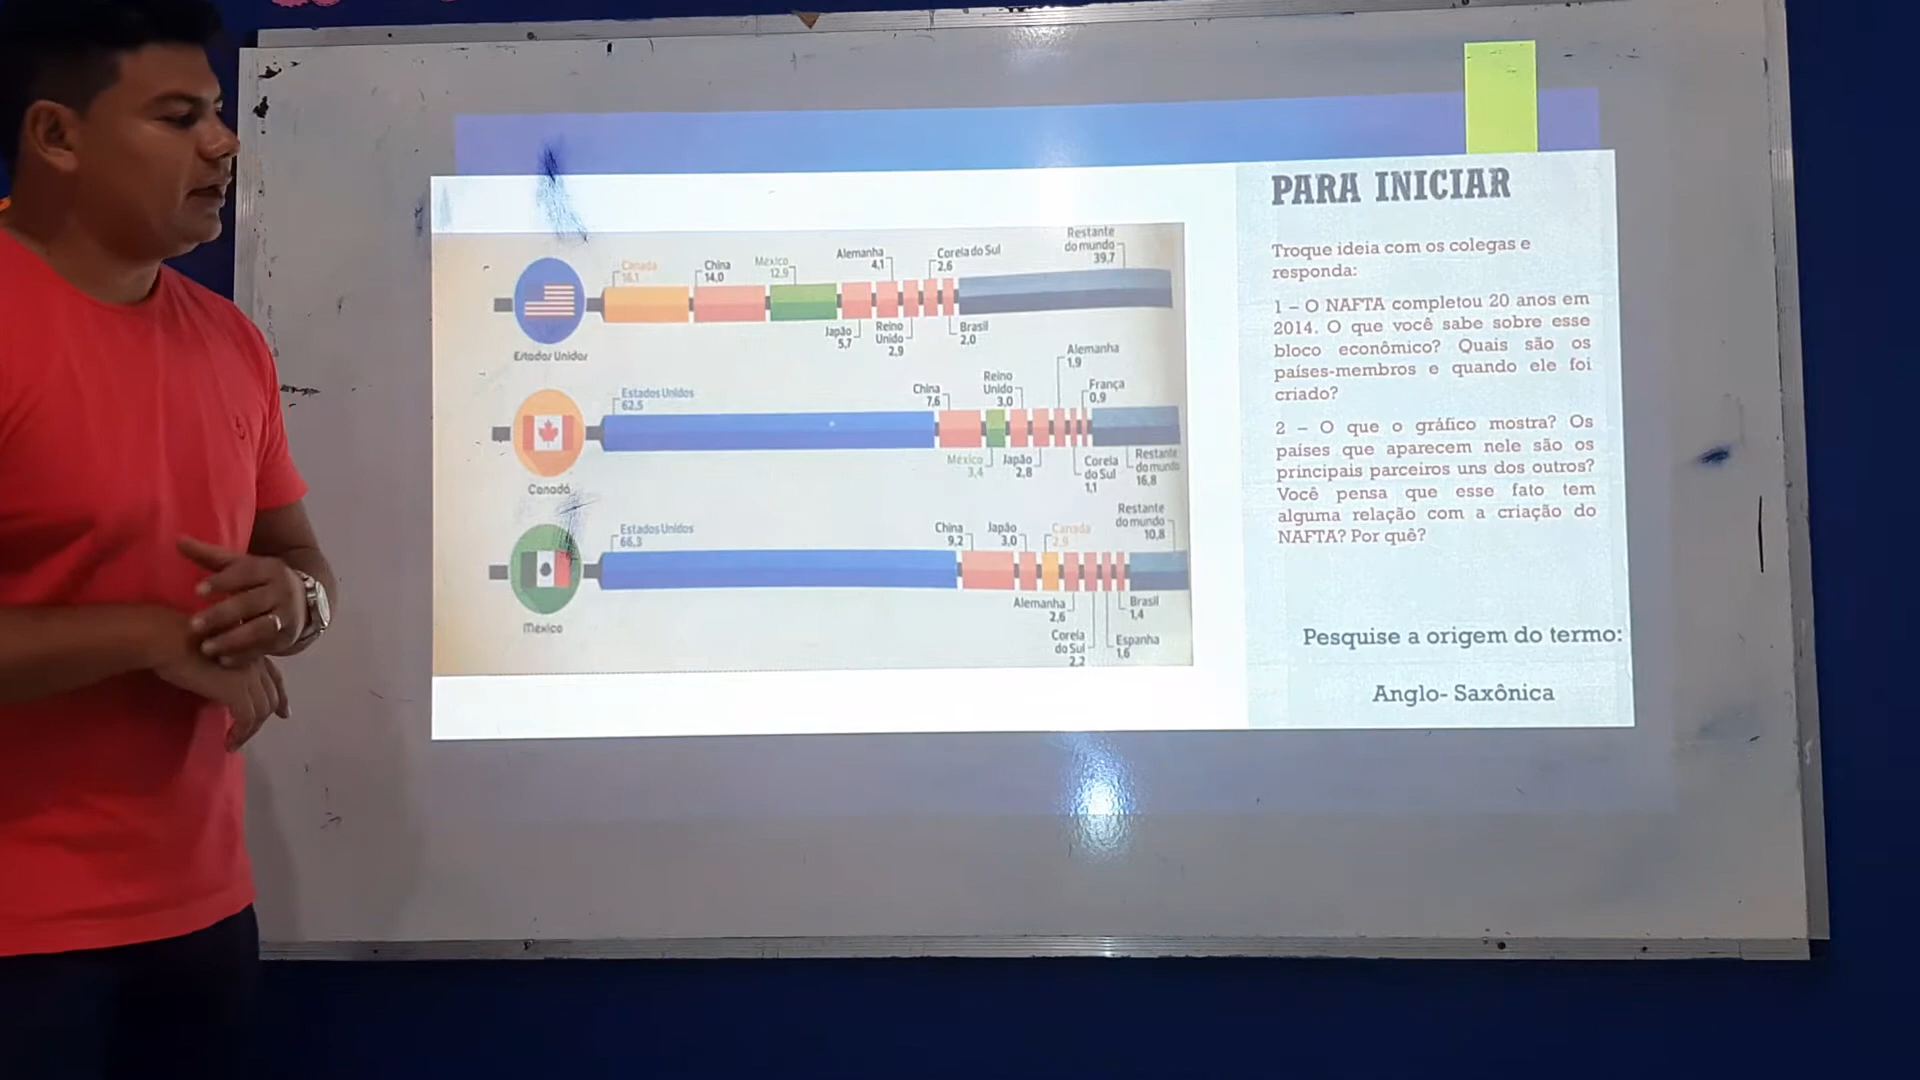 Canadá
16,1
China
14,0
México
12,9
Alemanha
4,1
Coreia do Sul
2,6
Restante
do mundo
39,7
Japão
5,7
Reino
Unido
2,9
Brasil
2,0
Estados Unidos
Estados Unidos
62,5
China
7,6
Reino
Unido
3,0
Alemanha
1,9
França
0,9
México
3,4
Japão
2,8
Coreia
do Sul
1,1
Restante
do mundo
16,8
Canadá
Estados Unidos
66,3
China
9,2
Japão
3,0
Canadá
2,9
Restante
do mundo
10,8
Alemanha
2,6
Coreia
do Sul
2,2
Espanha
1,6
Brasil
1,4
México
PARA INICIAR
Troque ideia com os colegas e
responda:
1 – O NAFTA completou 20 anos em
2014. O que você sabe sobre esse
bloco econômico? Quais são os
países-membros e quando ele foi
criado?
2 – O que o gráfico mostra? Os
países que aparecem nele são os
principais parceiros uns dos outros?
Você pensa que esse fato tem
alguma relação com a criação do
NAFTA? Por quê?
Pesquise a origem do termo:
Anglo- Saxônica